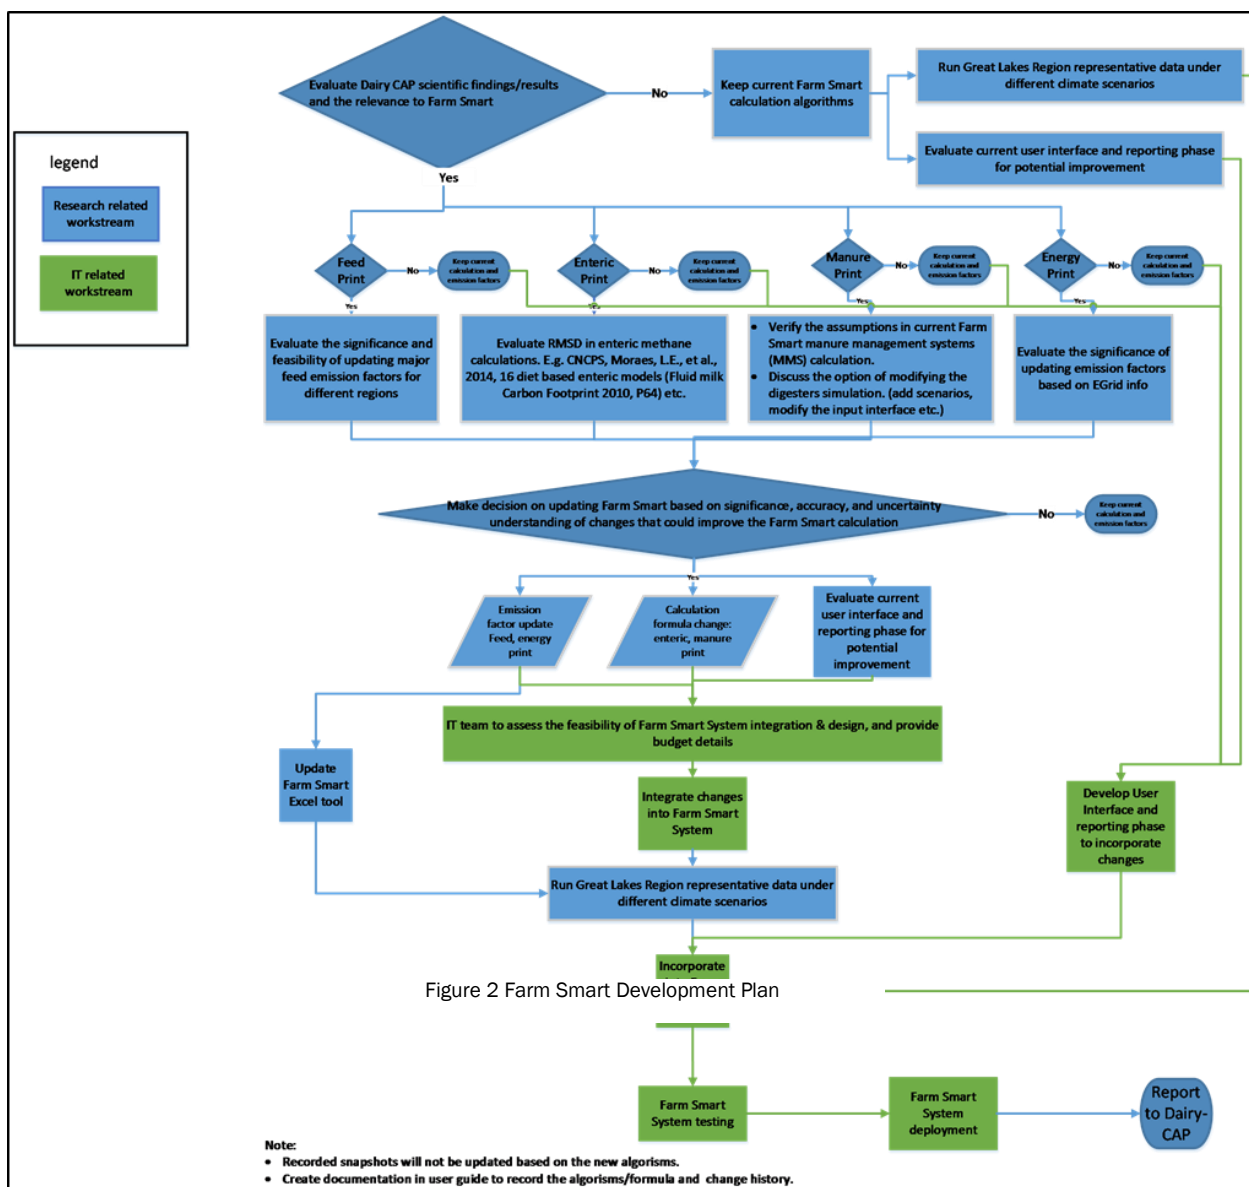 Evaluate Dairy CAP scientific findings/results
and the relevance to Farm Smart
No
Keep current Farm Smart
calculation algorithms
Run Great Lakes Region representative data under
different climate scenarios
Evaluate current user interface and reporting phase
for potential improvement
legend
Research related
workstream
IT related
workstream
Yes
Feed
Print
No
Keep current
calculation and
emission factors
Enteric
Print
No
Keep current
calculation and
emission factors
Manure
Print
No
Keep current
calculation and
emission factors
Energy
Print
No
Keep current
calculation and
emission factors
Yes
Yes
Yes
Yes
Evaluate the significance and
feasibility of updating major
feed emission factors for
different regions
Evaluate RMSD in enteric methane
calculations. E.g. CNCPS, Moraes, L.E., et al.,
2014, 16 diet based enteric models (Fluid milk
Carbon Footprint 2010, P64) etc.
• Verify the assumptions in current Farm
Smart manure management systems
(MMS) calculation.
• Discuss the option of modifying the
digesters simulation. (add scenarios,
modify the input interface etc.)
Evaluate the significance of
updating emission factors
based on EGrid info
Make decision on updating Farm Smart based on significance, accuracy, and uncertainty
understanding of changes that could improve the Farm Smart calculation
No
Keep current
calculation and
emission factors
Yes
Emission
factor update
Feed, energy
print
Calculation
formula change:
enteric, manure
print
Evaluate current
user interface and
reporting phase for
potential
improvement
IT team to assess the feasibility of Farm Smart System integration & design, and provide
budget details
Update
Farm Smart
Excel tool
Integrate changes
into Farm Smart
System
Develop User
Interface and
reporting phase
to incorporate
changes
Run Great Lakes Region representative data under
different climate scenarios
Incorporate
Figure 2 Farm Smart Development Plan
Farm Smart
System testing
Farm Smart
System
deployment
Report
to Dairy-
CAP
Note:
• Recorded snapshots will not be updated based on the new algorisms.
• Create documentation in user guide to record the algorisms/formula and change history.